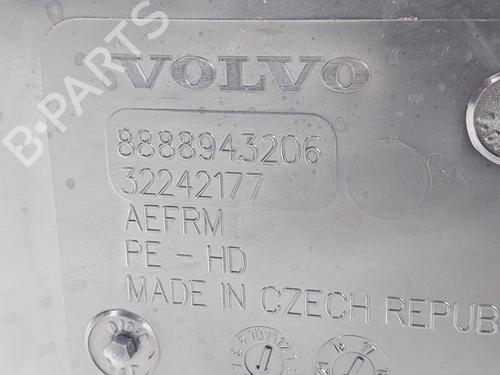 B-PARTS
VOLVO
8888943206
32242177
AEFRM
PE - HD
MADE IN CZECH REPUB